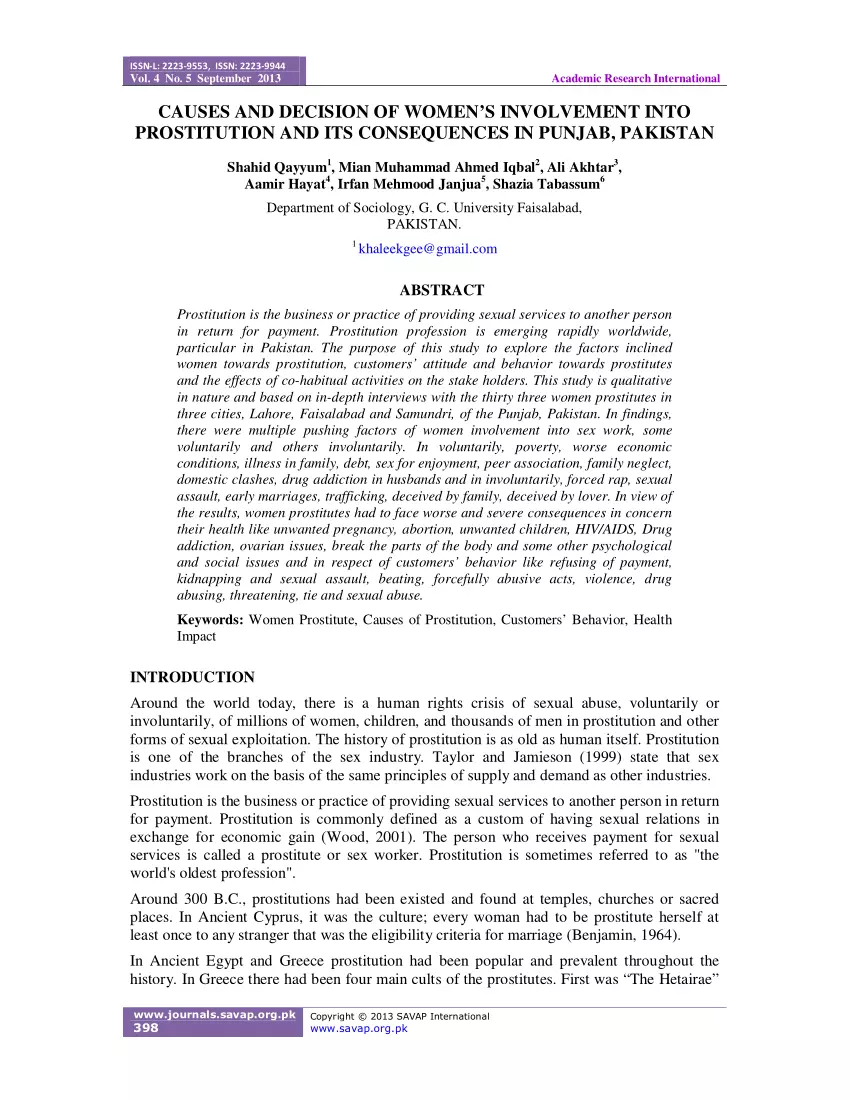 ISSN-L: 2223-9553, ISSN: 2223-9944
Vol. 4 No. 5 September 2013
Academic Research International
CAUSES AND DECISION OF WOMEN’S INVOLVEMENT INTO
PROSTITUTION AND ITS CONSEQUENCES IN PUNJAB, PAKISTAN
Shahid Qayyum1, Mian Muhammad Ahmed Iqbal2, Ali Akhtar3,
Aamir Hayat4, Irfan Mehmood Janjua5, Shazia Tabassum6
Department of Sociology, G. C. University Faisalabad,
PAKISTAN.
1 khaleekgee@gmail.com
ABSTRACT
Prostitution is the business or practice of providing sexual services to another person
in return for payment. Prostitution profession is emerging rapidly worldwide,
particular in Pakistan. The purpose of this study to explore the factors inclined
women towards prostitution, customers’ attitude and behavior towards prostitutes
and the effects of co-habitual activities on the stake holders. This study is qualitative
in nature and based on in-depth interviews with the thirty three women prostitutes in
three cities, Lahore, Faisalabad and Samundri, of the Punjab, Pakistan. In findings,
there were multiple pushing factors of women involvement into sex work, some
voluntarily and others involuntarily. In voluntarily, poverty, worse economic
conditions, illness in family, debt, sex for enjoyment, peer association, family neglect,
domestic clashes, drug addiction in husbands and in involuntarily, forced rap, sexual
assault, early marriages, trafficking, deceived by family, deceived by lover. In view of
the results, women prostitutes had to face worse and severe consequences in concern
their health like unwanted pregnancy, abortion, unwanted children, HIV/AIDS, Drug
addiction, ovarian issues, break the parts of the body and some other psychological
and social issues and in respect of customers’ behavior like refusing of payment,
kidnapping and sexual assault, beating, forcefully abusive acts, violence, drug
abusing, threatening, tie and sexual abuse.
Keywords: Women Prostitute, Causes of Prostitution, Customers’ Behavior, Health
Impact
INTRODUCTION
Around the world today, there is a human rights crisis of sexual abuse, voluntarily or
involuntarily, of millions of women, children, and thousands of men in prostitution and other
forms of sexual exploitation. The history of prostitution is as old as human itself. Prostitution
is one of the branches of the sex industry. Taylor and Jamieson (1999) state that sex
industries work on the basis of the same principles of supply and demand as other industries.
Prostitution is the business or practice of providing sexual services to another person in return
for payment. Prostitution is commonly defined as a custom of having sexual relations in
exchange for economic gain (Wood, 2001). The person who receives payment for sexual
services is called a prostitute or sex worker. Prostitution is sometimes referred to as "the
world's oldest profession".
Around 300 B.C., prostitutions had been existed and found at temples, churches or sacred
places. In Ancient Cyprus, it was the culture; every woman had to be prostitute herself at
least once to any stranger that was the eligibility criteria for marriage (Benjamin, 1964).
In Ancient Egypt and Greece prostitution had been popular and prevalent throughout the
history. In Greece there had been four main cults of the prostitutes. First was “The Hetairae”
www.journals.savap.org.pk
398
Copyright © 2013 SAVAP International
www.savap.org.pk